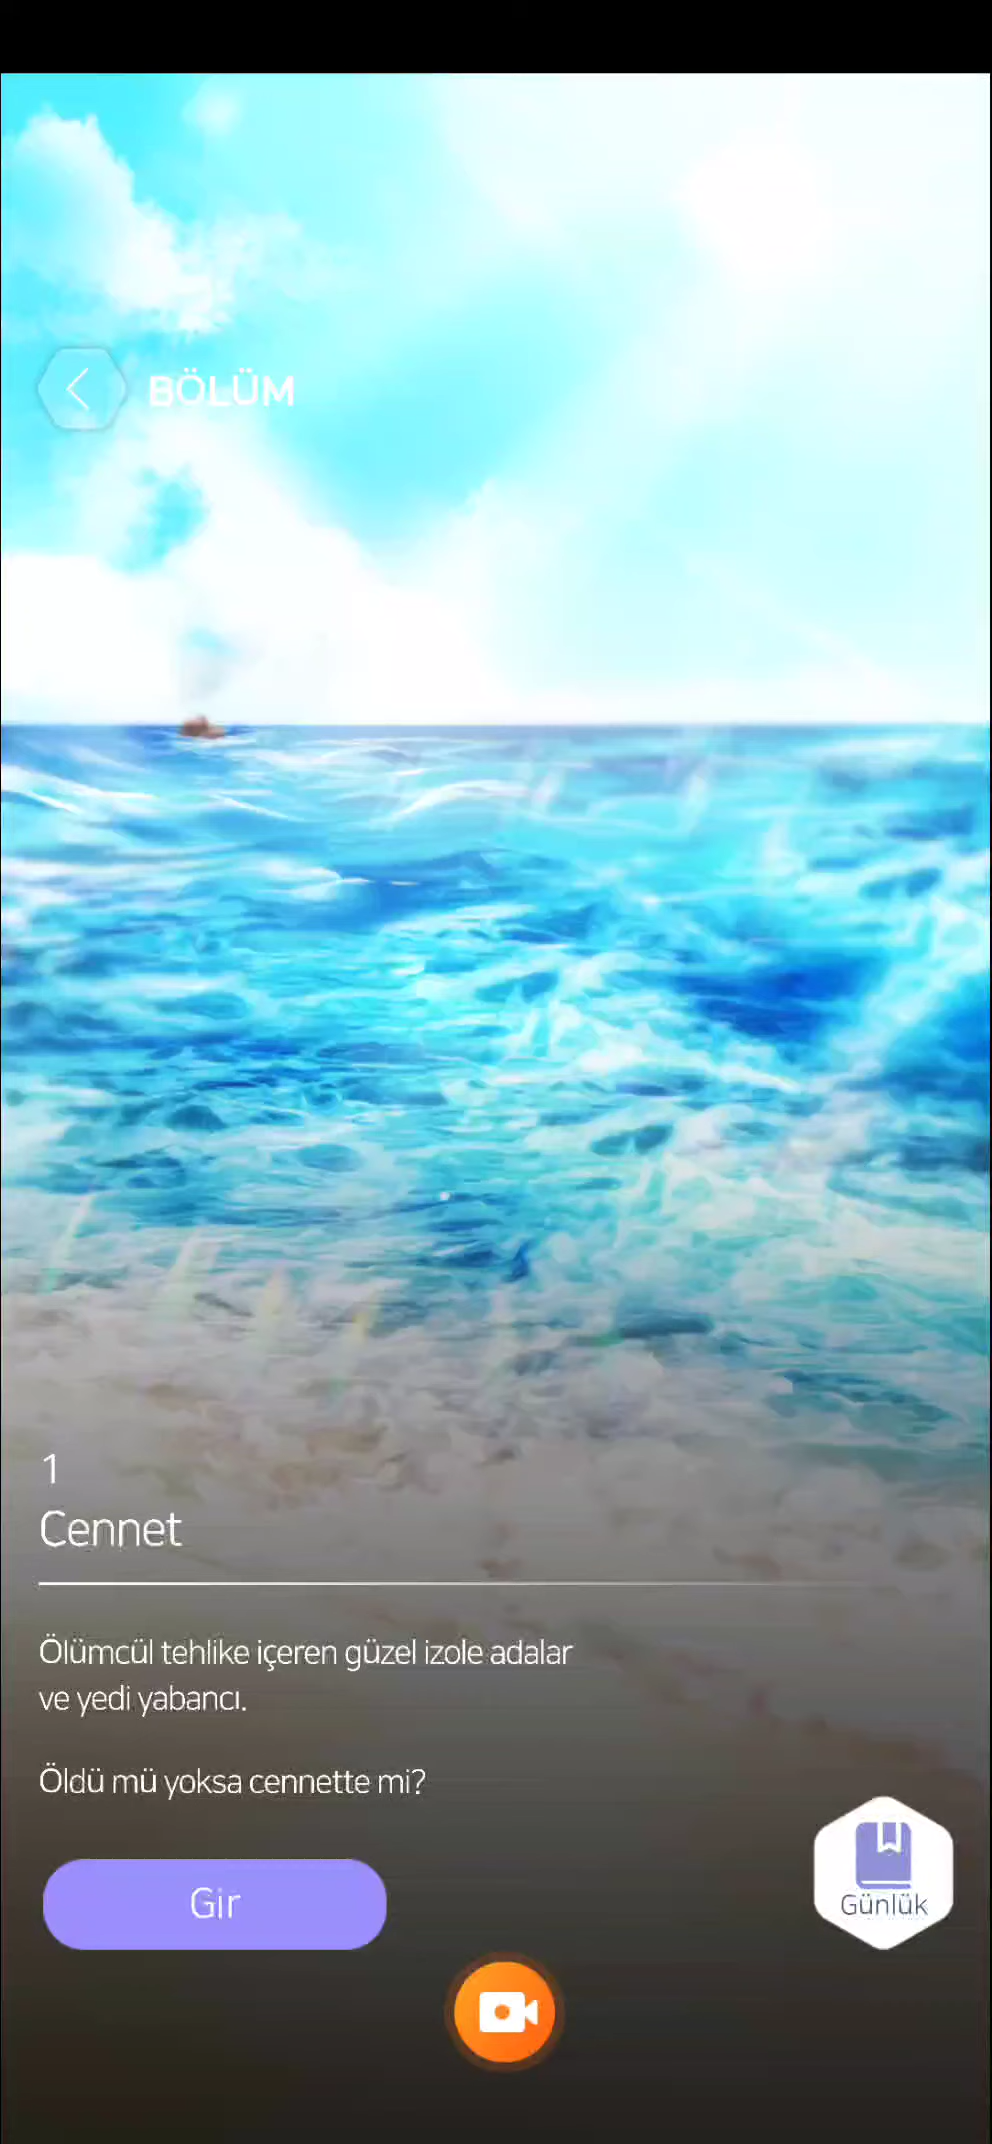 BÖLÜM
1
Cennet
Ölümcül tehlike içeren güzel izole adalar
ve yedi yabancı.
Öldü mü yoksa cennette mi?
Gir
Günlük